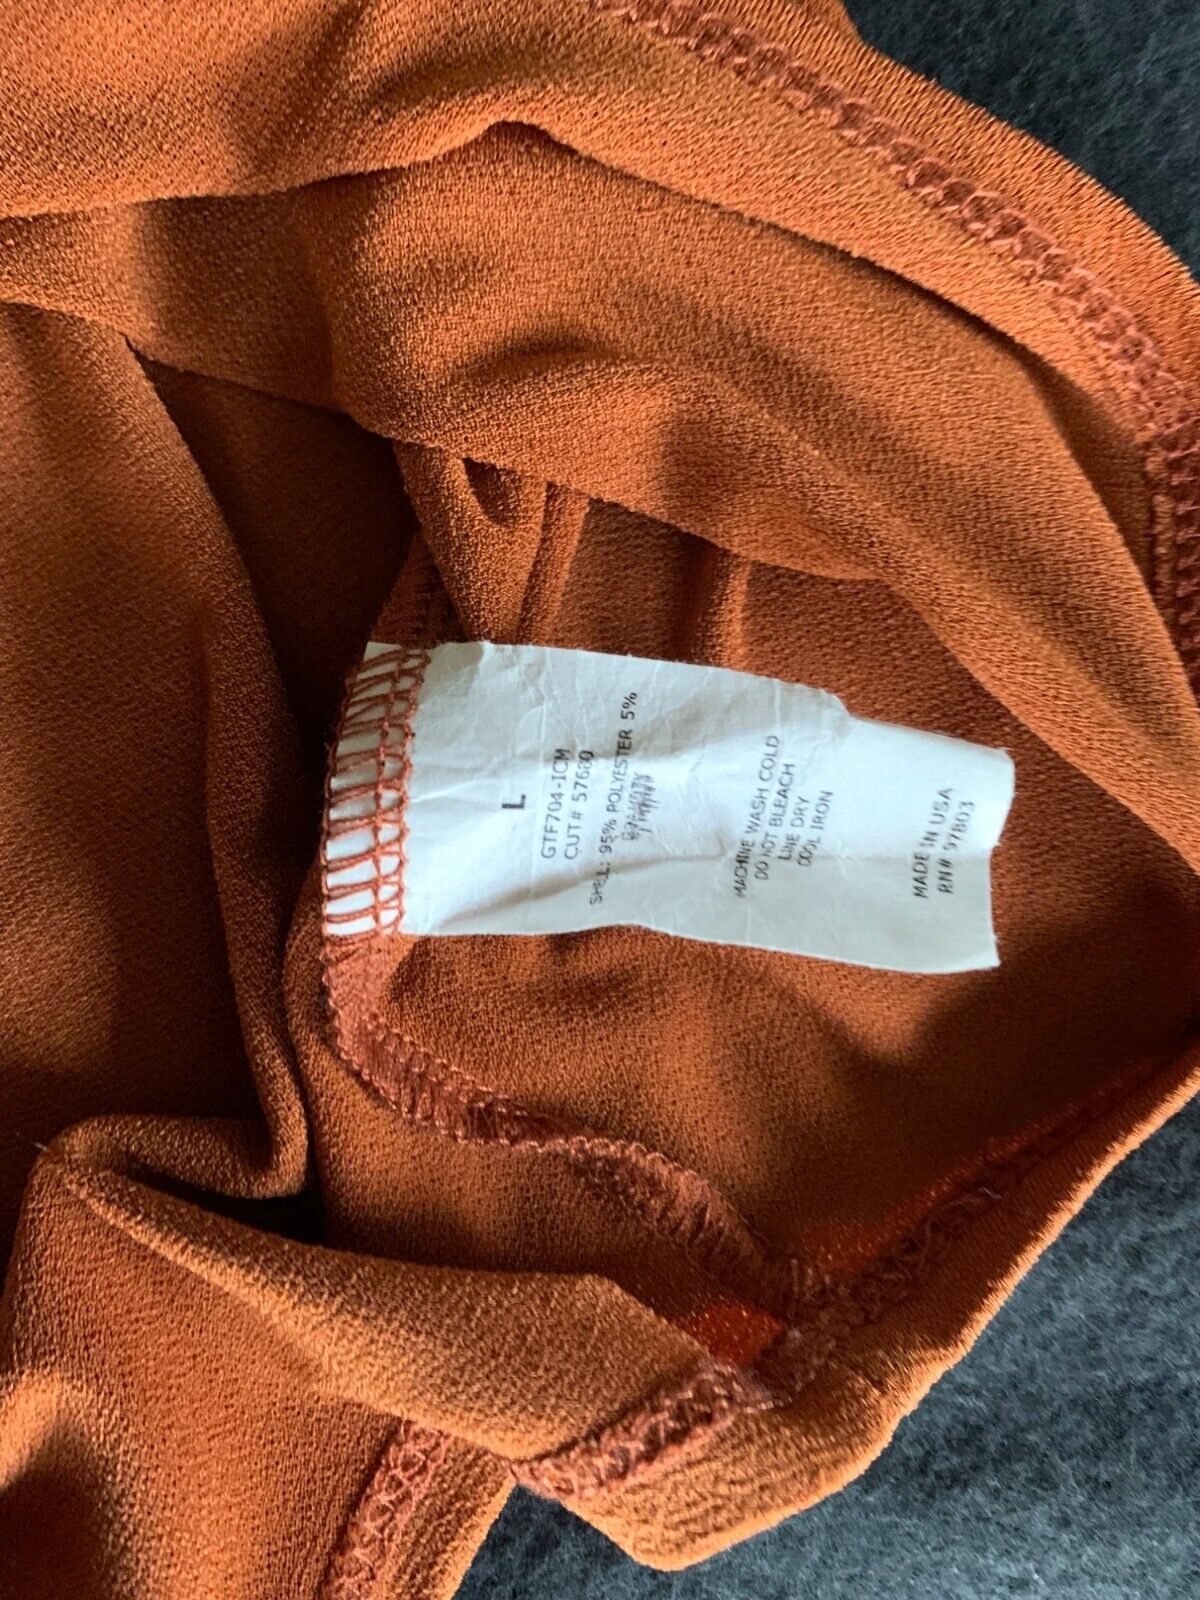 L
GTF704-ICM
CUT# 57600
SHELL: 95% POLYESTER 5%
MACHINE WASH COLD
DO NOT BLEACH
LINE DRY
COOL IRON
MADE IN USA
RN# 97803